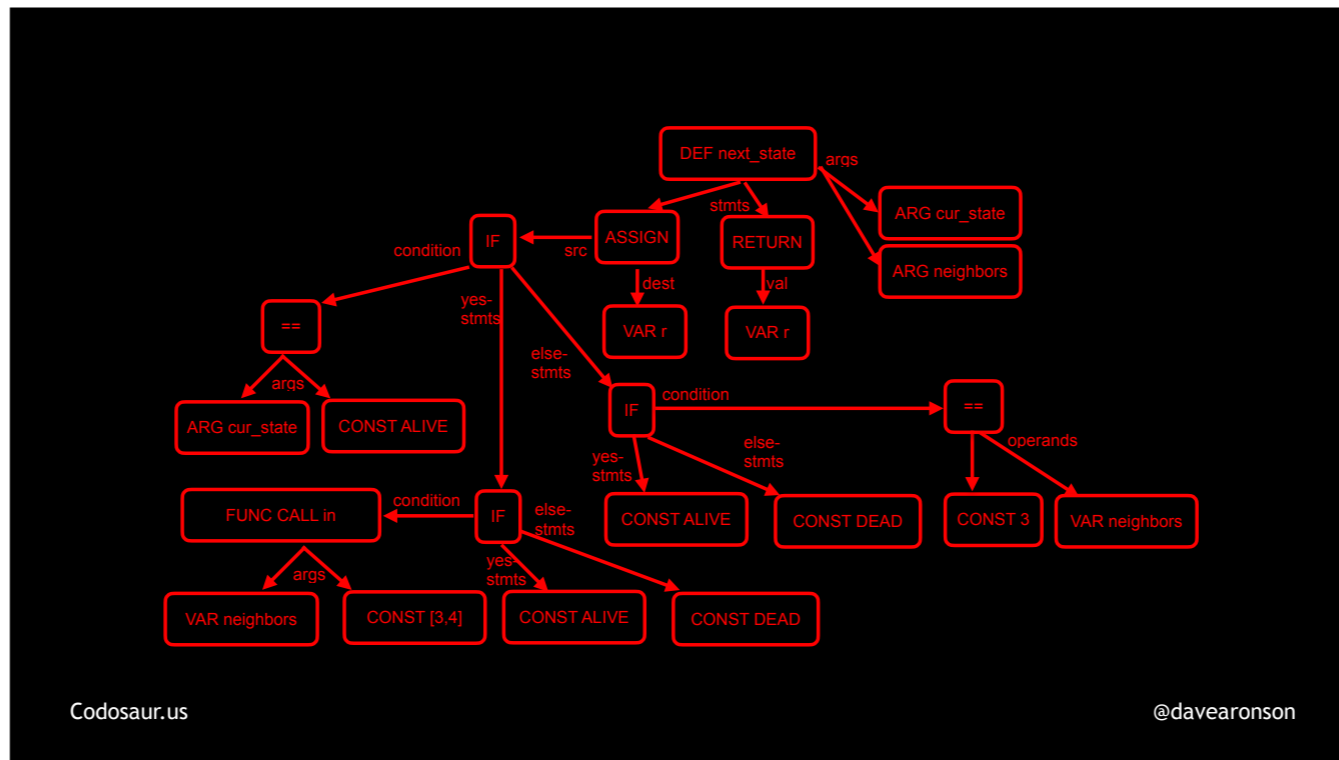 DEF next_state
args
ARG cur_state
stmts
IF
ASSIGN
RETURN
condition
src
ARG neighbors
dest
val
yes-
stmts
==
VAR r
VAR r
else-
stmts
args
condition
IF
==
ARG cur_state
CONST ALIVE
operands
yes-
stmts
else-
stmts
condition
FUNC CALL in
IF
else-
stmts
CONST ALIVE
CONST DEAD
CONST 3
VAR neighbors
yes-
stmts
args
VAR neighbors
CONST [3,4]
CONST ALIVE
CONST DEAD
Codosaur.us
@davearonson